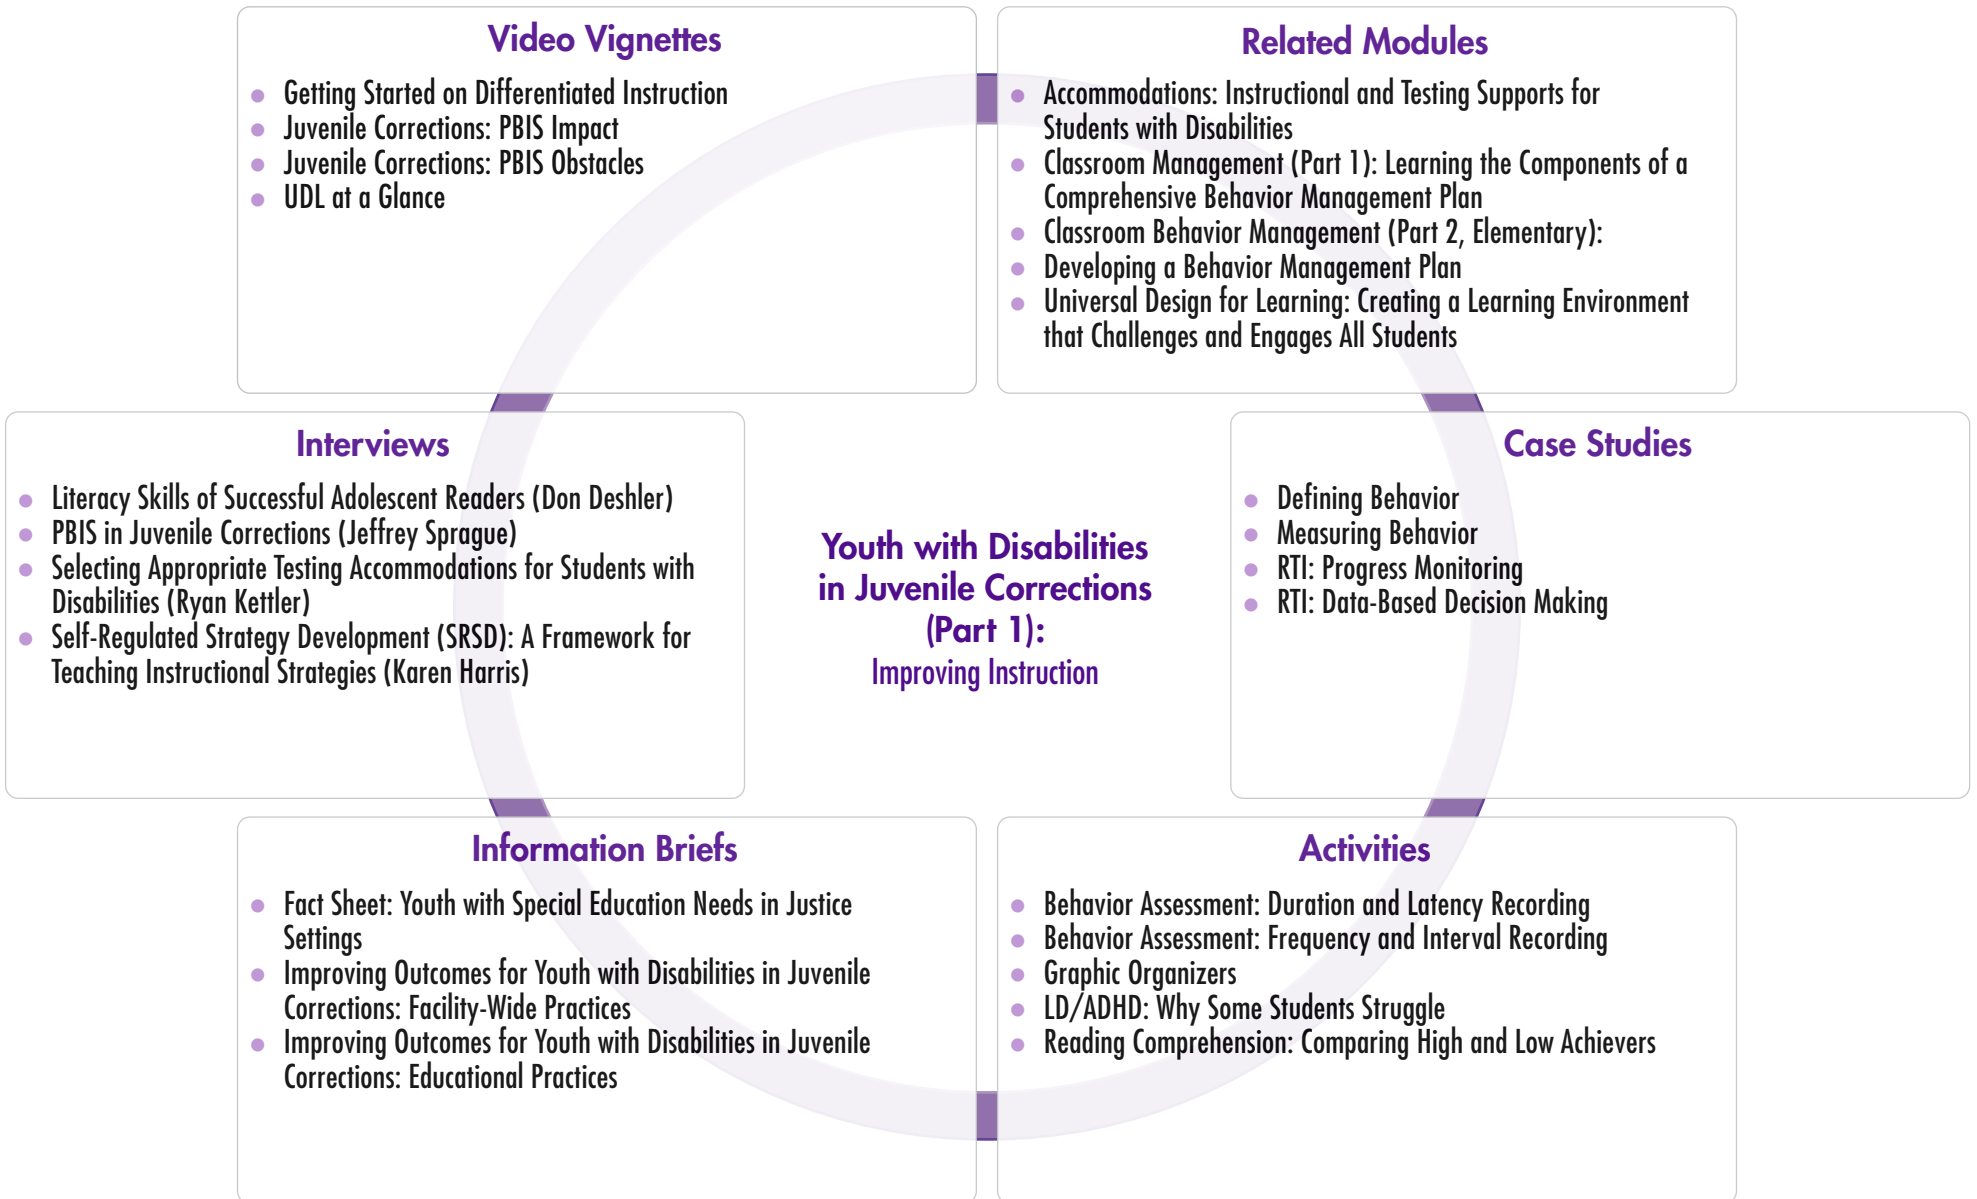 Video Vignettes
● Getting Started on Differentiated Instruction
● Juvenile Corrections: PBIS Impact
● Juvenile Corrections: PBIS Obstacles
● UDL at a Glance
Related Modules
● Accommodations: Instructional and Testing Supports for
Students with Disabilities
● Classroom Management (Part 1): Learning the Components of a
Comprehensive Behavior Management Plan
● Classroom Behavior Management (Part 2, Elementary):
● Developing a Behavior Management Plan
● Universal Design for Learning: Creating a Learning Environment
that Challenges and Engages All Students
Interviews
● Literacy Skills of Successful Adolescent Readers (Don Deshler)
● PBIS in Juvenile Corrections (Jeffrey Sprague)
● Selecting Appropriate Testing Accommodations for Students with
Disabilities (Ryan Kettler)
● Self-Regulated Strategy Development (SRSD): A Framework for
Teaching Instructional Strategies (Karen Harris)
Youth with Disabilities
in Juvenile Corrections
(Part 1):
Improving Instruction
Case Studies
● Defining Behavior
● Measuring Behavior
● RTI: Progress Monitoring
● RTI: Data-Based Decision Making
Information Briefs
● Fact Sheet: Youth with Special Education Needs in Justice
Settings
● Improving Outcomes for Youth with Disabilities in Juvenile
Corrections: Facility-Wide Practices
● Improving Outcomes for Youth with Disabilities in Juvenile
Corrections: Educational Practices
Activities
● Behavior Assessment: Duration and Latency Recording
● Behavior Assessment: Frequency and Interval Recording
● Graphic Organizers
● LD/ADHD: Why Some Students Struggle
● Reading Comprehension: Comparing High and Low Achievers